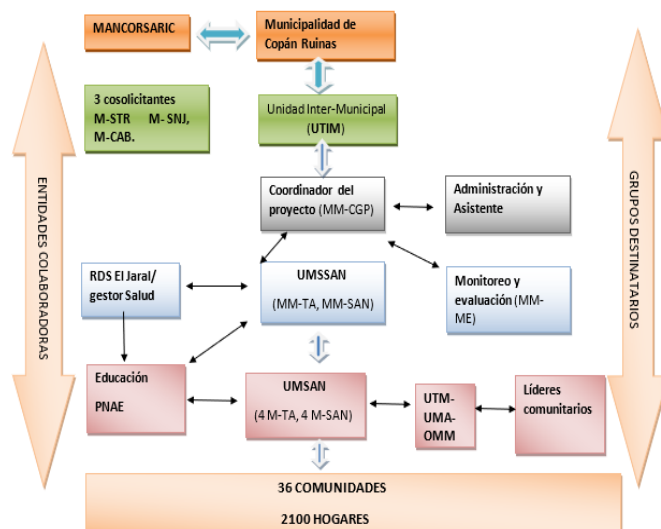 MANCORSARIC
Municipalidad de
Copán Ruinas
3 cosolicitantes
M-STR M- SNJ,
M-CAB.
Unidad Inter-Municipal
(UTIM)
Coordinador del
proyecto (MM-CGP)
Administración y
Asistente
RDS El Jaral/
gestor Salud
UMSSAN
(MM-TA, MM-SAN)
Monitoreo y
evaluación (MM-
ME)
Educación
PNAE
UMSAN
(4 M-TA, 4 M-SAN)
UTM-
UMA-
OMM
Líderes
comunitarios
36 COMUNIDADES
2100 HOGARES
ENTIDADES COLABORADORAS
GRUPOS DESTINATARIOS